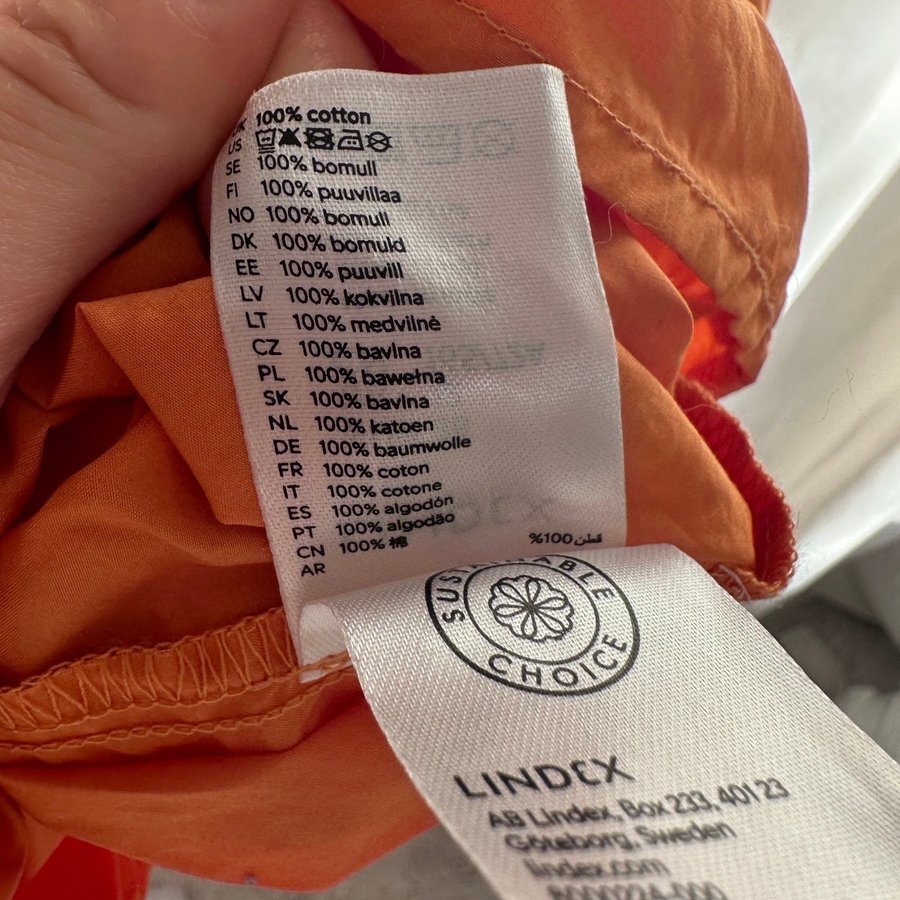 UK 100% cotton
US
SE 100% bomull
FI 100% puuvillaa
NO 100% bomull
DK 100% bomuld
EE 100% puuvill
LV 100% kokvilna
LT 100% medvilnė
CZ 100% bavlna
PL 100% bawełna
SK 100% bavlna
NL 100% katoen
DE 100% baumwolle
FR 100% coton
IT 100% cotone
ES 100% algodón
PT 100% algodão
CN 100% 棉
AR قطن 100%
SUSTAINABLE
CHOICE
LINDEX
AB Lindex, Box 233, 401 23
Göteborg, Sweden
lindex.com